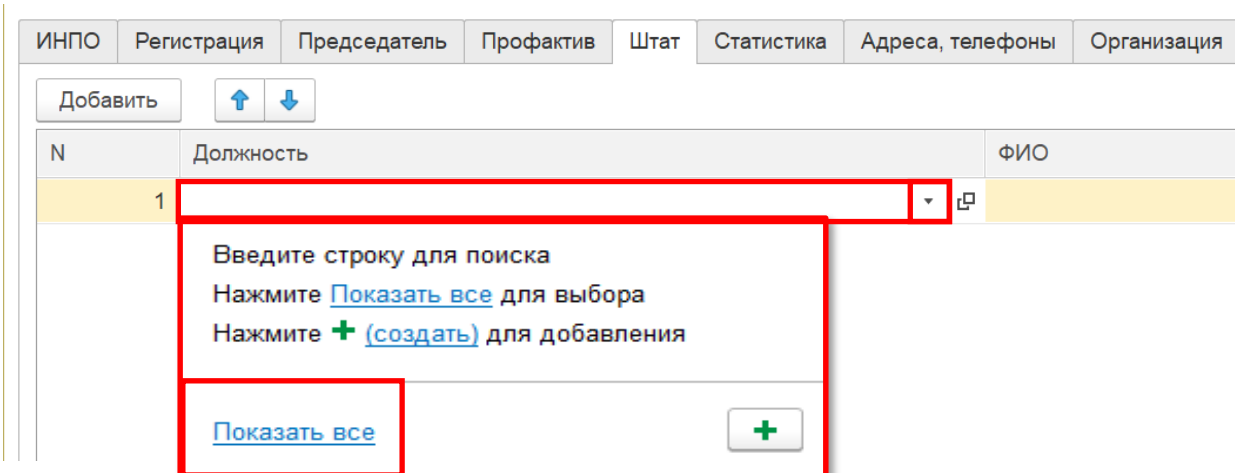 ИНПО Регистрация Председатель Профактив Штат Статистика Адреса, телефоны Организация
Добавить
N Должность ФИО
1
Введите строку для поиска
Нажмите Показать все для выбора
Нажмите + (создать) для добавления
Показать все +